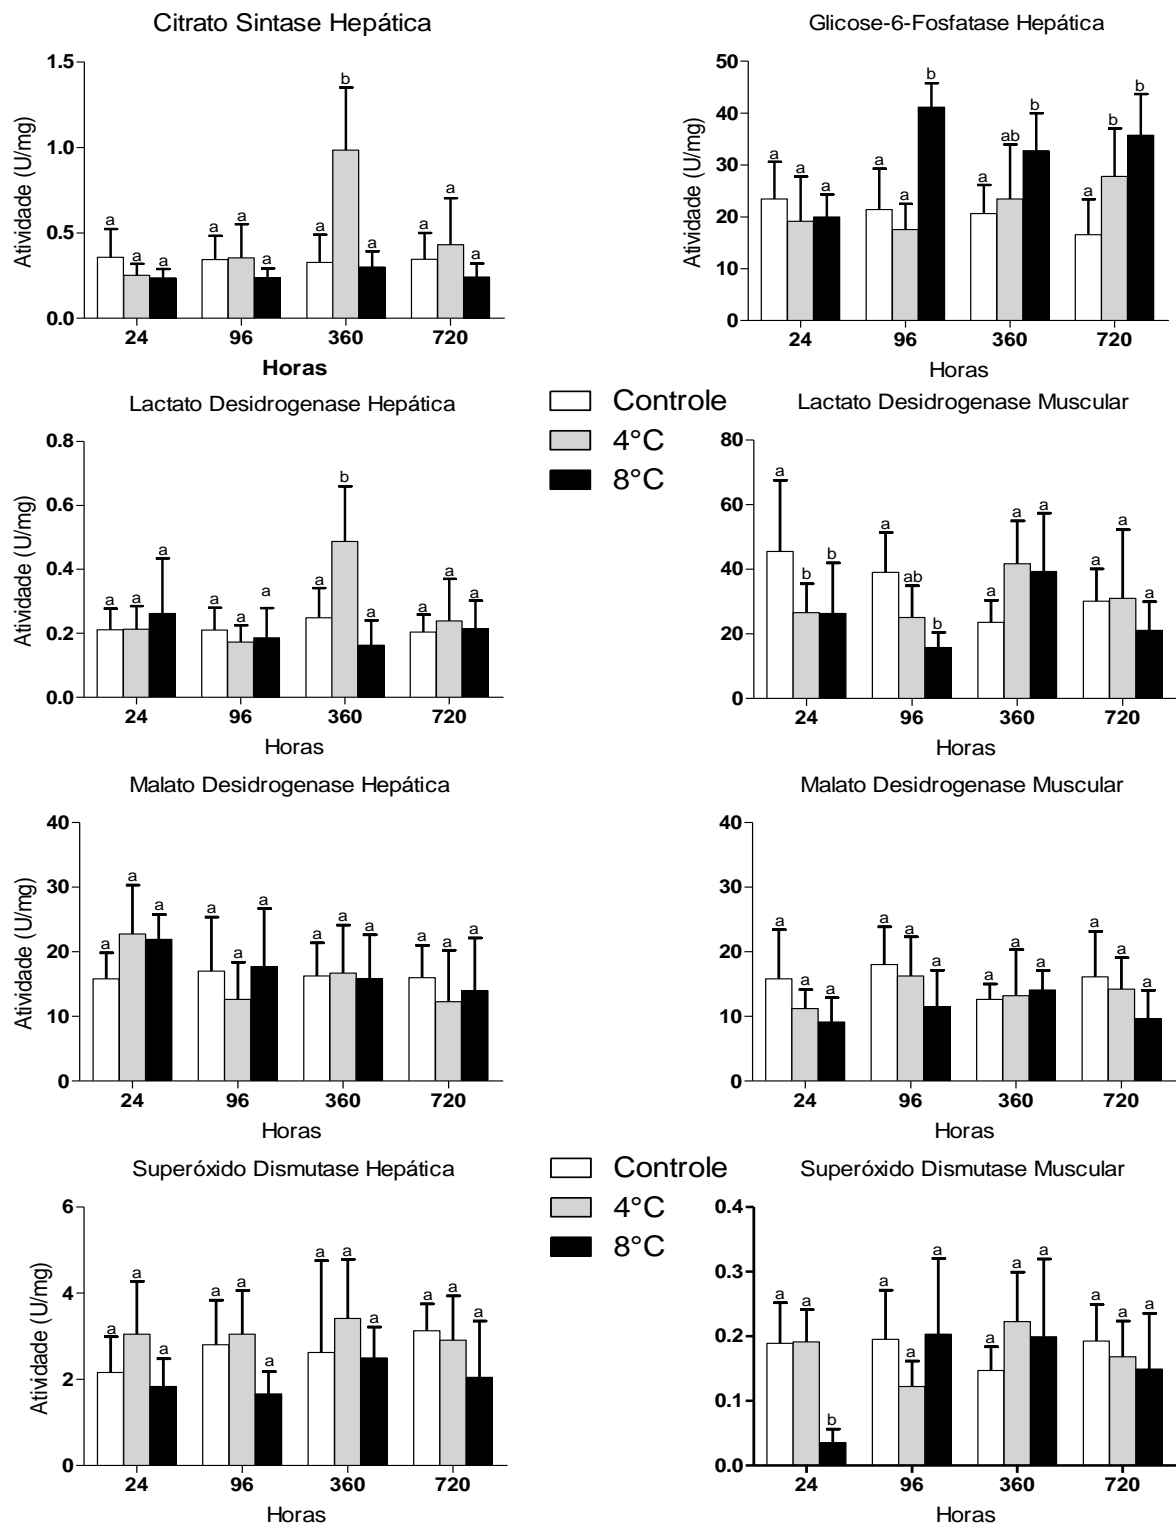 Citrato Sintase Hepática
Atividade (U/mg)
1.5
1.0
0.5
0.0
a a a
a a a
a b a
a a a
24 96 360 720
Horas
Glicose-6-Fosfatase Hepática
Atividade (U/mg)
50
40
30
20
10
0
a a a
a a b
a ab b
a b b
24 96 360 720
Horas
Lactato Desidrogenase Hepática
Atividade (U/mg)
0.8
0.6
0.4
0.2
0.0
a a a
a a a
a b a
a a a
24 96 360 720
Horas
Controle
4°C
8°C
Lactato Desidrogenase Muscular
80
60
40
20
0
a b b
a ab b
a a a
a a a
24 96 360 720
Horas
Malato Desidrogenase Hepática
Atividade (U/mg)
40
30
20
10
0
a a a
a a a
a a a
a a a
24 96 360 720
Horas
Malato Desidrogenase Muscular
40
30
20
10
0
a a a
a a a
a a a
a a a
24 96 360 720
Horas
Superóxido Dismutase Hepática
Atividade (U/mg)
6
4
2
0
a a a
a a a
a a a
a a a
24 96 360 720
Horas
Controle
4°C
8°C
Superóxido Dismutase Muscular
0.4
0.3
0.2
0.1
0.0
a a b
a a a
a a a
a a a
24 96 360 720
Horas